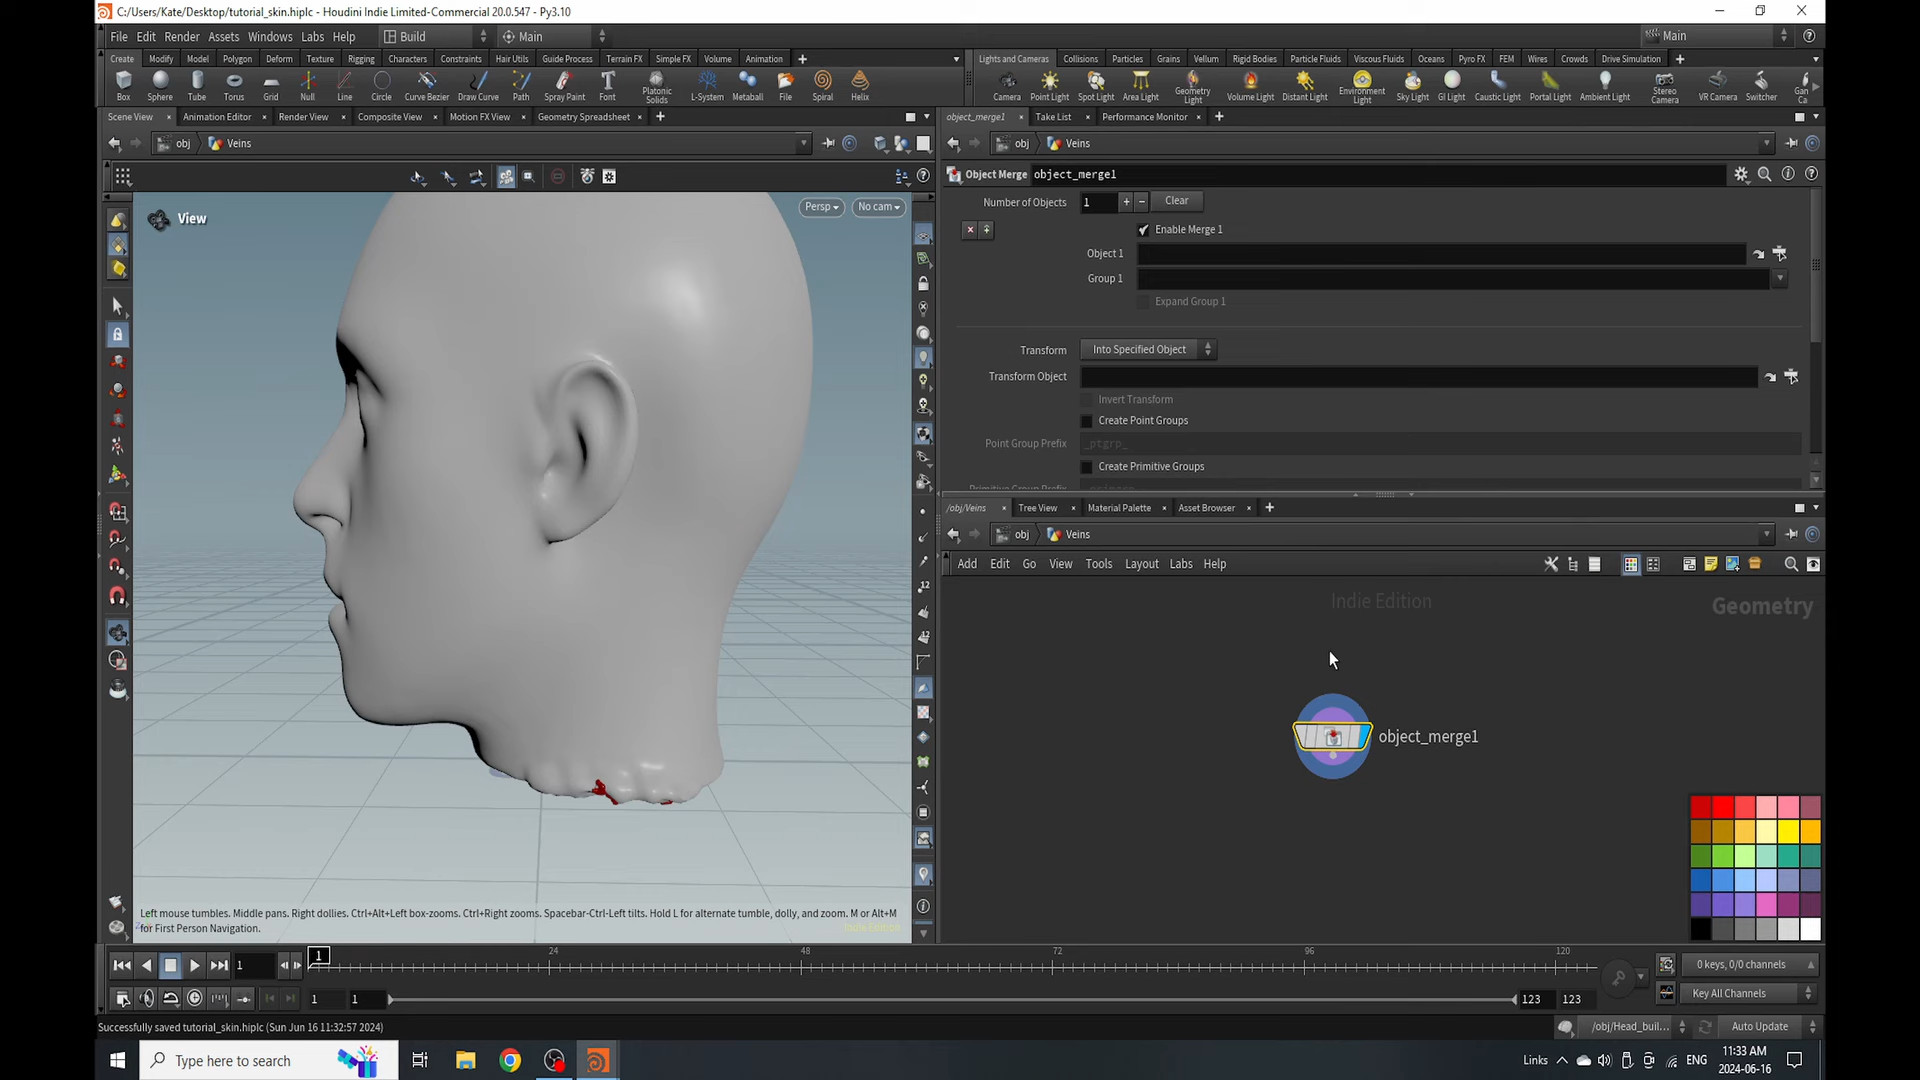 C:/Users/Kate/Desktop/tutorial_skin.hiplc - Houdini Indie Limited-Commercial 20.0.547 - Py3.10
File Edit Render Assets Windows Labs Help Build Main Main
Create Modify Model Polygon Deform Texture Rigging Characters Constraints Hair Utils Guide Process Terrain FX Simple FX Volume Animation
Lights and Cameras Collisions Particles Grains Vellum Rigid Bodies Particle Fluids Viscous Fluids Oceans Pyro FX FEM Wires Crowds Drive Simulation
Box Sphere Tube Torus Grid Null Line Circle Curve Bezier Draw Curve Path Spray Paint Font Platonic Solids L-System Metaball File Spiral Helix
Camera Point Light Spot Light Area Light Geometry Light Volume Light Distant Light Environment Light Sky Light GI Light Caustic Light Portal Light Ambient Light Stereo Camera VR Camera Switcher
Scene View Animation Editor Render View Composite View Motion FX View Geometry Spreadsheet
object_merge1 Take List Performance Monitor
obj Veins
obj Veins
Object Merge object_merge1
View
Persp No cam
Number of Objects 1 + - Clear
Enable Merge 1
Object 1
Group 1
Expand Group 1
Transform Into Specified Object
Transform Object
Invert Transform
Create Point Groups
Point Group Prefix _ptgrp_
Create Primitive Groups
/obj/Veins Tree View Material Palette Asset Browser
obj Veins
Add Edit Go View Tools Layout Labs Help
Indie Edition
Geometry
object_merge1
Left mouse tumbles. Middle pans. Right dollies. Ctrl+Alt+Left box-zooms. Ctrl+Right zooms. Spacebar-Ctrl-Left tilts. Hold L for alternate tumble, dolly, and zoom. M or Alt+M
for First Person Navigation.
Indie Edition
1 24 48 72 96 120
1
0 keys, 0/0 channels
1 1 123 123
Key All Channels
Successfully saved tutorial_skin.hiplc (Sun Jun 16 11:32:57 2024)
/obj/Head_buil...
Auto Update
Type here to search
Links
ENG
11:33 AM
2024-06-16